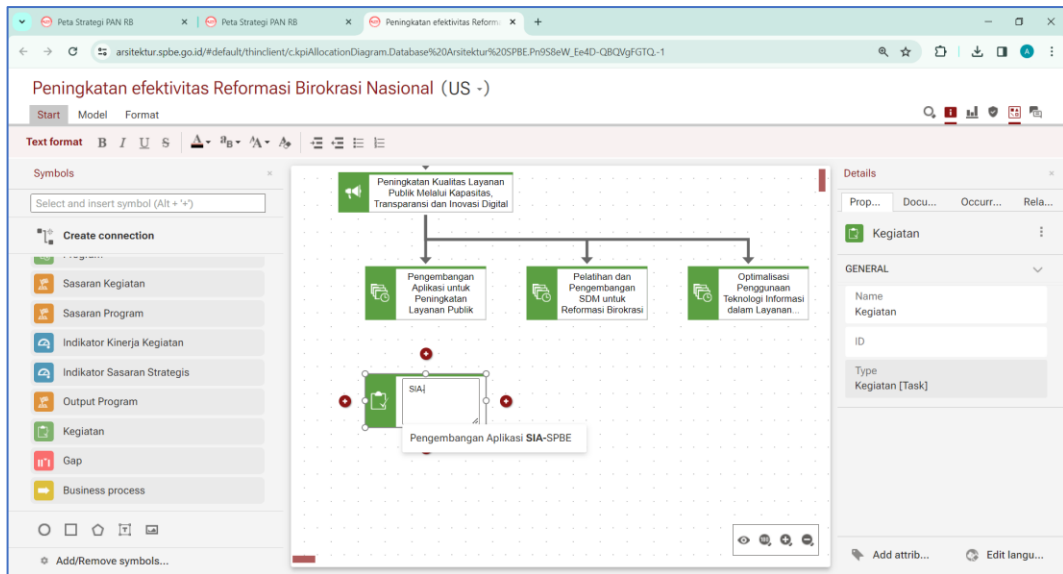 Peta Strategi PAN RB
Peta Strategi PAN RB
Peningkatan efektivitas Reform
arsitektur.spbe.go.id/#default/thinclient/c.kpiAllocationDiagram.Database%20Arsitektur%20SPBE.Pn9S8eW_Ee4D-QBQVgFGTQ.-1
A
Peningkatan efektivitas Reformasi Birokrasi Nasional (US -)
Start Model Format
Text format B I U S
Symbols
Select and insert symbol (Alt + '+')
Create connection
Program
Sasaran Kegiatan
Sasaran Program
Indikator Kinerja Kegiatan
Indikator Sasaran Strategis
Output Program
Kegiatan
Gap
Business process
Add/Remove symbols...
Peningkatan Kualitas Layanan
Publik Melalui Kapasitas,
Transparansi dan Inovasi Digital
Pengembangan
Aplikasi untuk
Peningkatan
Layanan Publik
Pelatihan dan
Pengembangan
SDM untuk
Reformasi Birokrasi
Optimalisasi
Penggunaan
Teknologi Informasi
dalam Layanan...
SIA-
Pengembangan Aplikasi SIA-SPBE
Details
Prop... Docu... Occurr... Rela...
Kegiatan
GENERAL
Name
Kegiatan
ID
Type
Kegiatan [Task]
Add attrib... Edit langu...